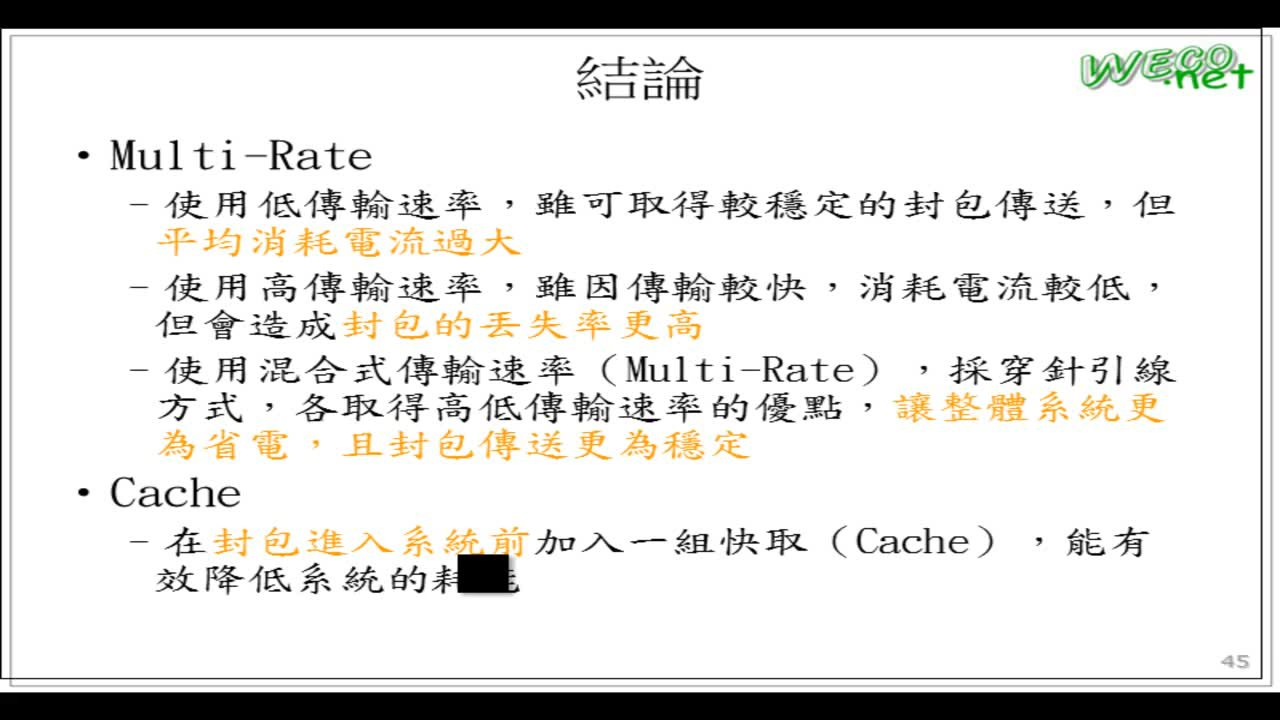 結論
WECO.net
• Multi-Rate
– 使用低傳輸速率，雖可取得較穩定的封包傳送，但
平均消耗電流過大
– 使用高傳輸速率，雖因傳輸較快，消耗電流較低，
但會造成封包的丟失率更高
– 使用混合式傳輸速率（Multi-Rate），採穿針引線
方式，各取得高低傳輸速率的優點，讓整體系統更
為省電，且封包傳送更為穩定
• Cache
– 在封包進入系統前加入一組快取（Cache），能有
效降低系統的
45